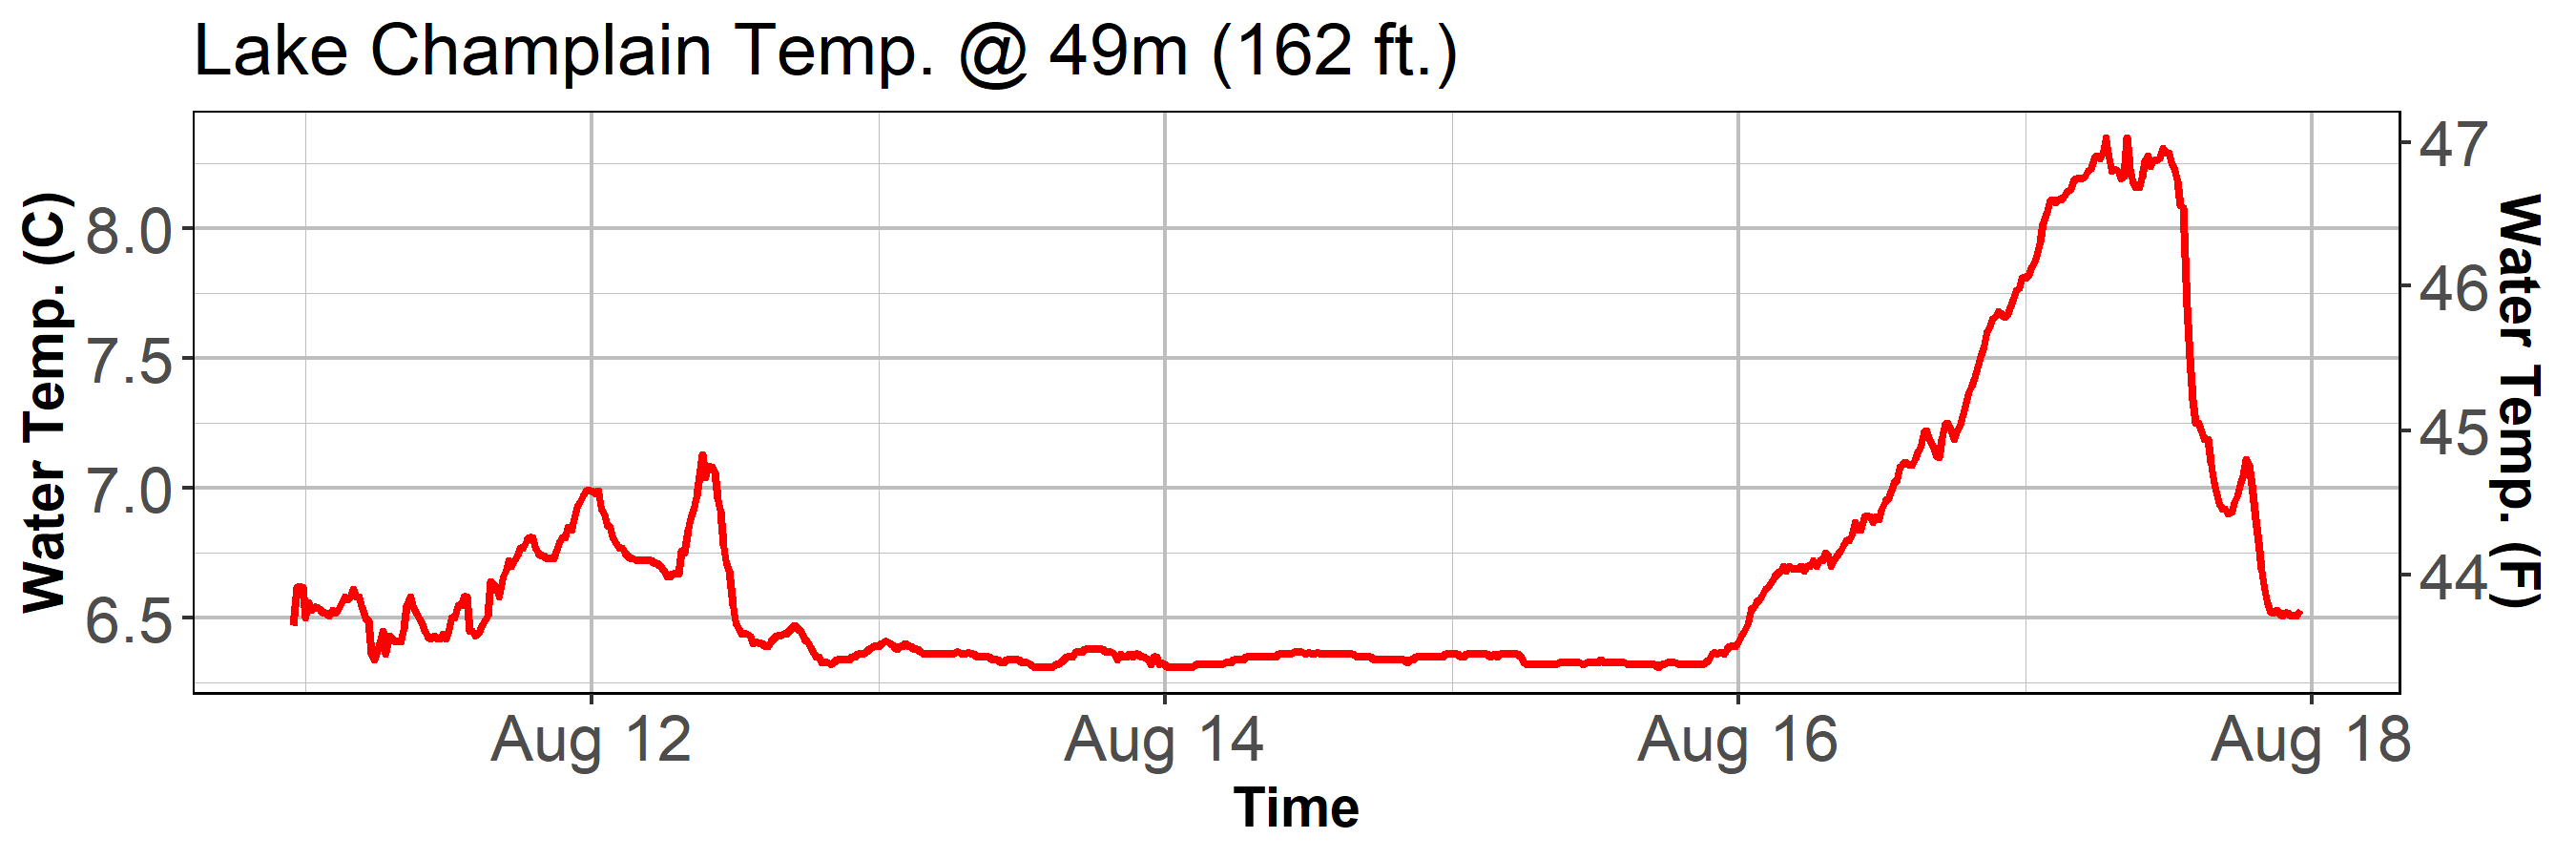 Lake Champlain Temp. @ 49m (162 ft.)
Water Temp. (C)
8.0
7.5
7.0
6.5
47
46
45
44
Water Temp. (F)
Aug 12
Aug 14
Aug 16
Aug 18
Time